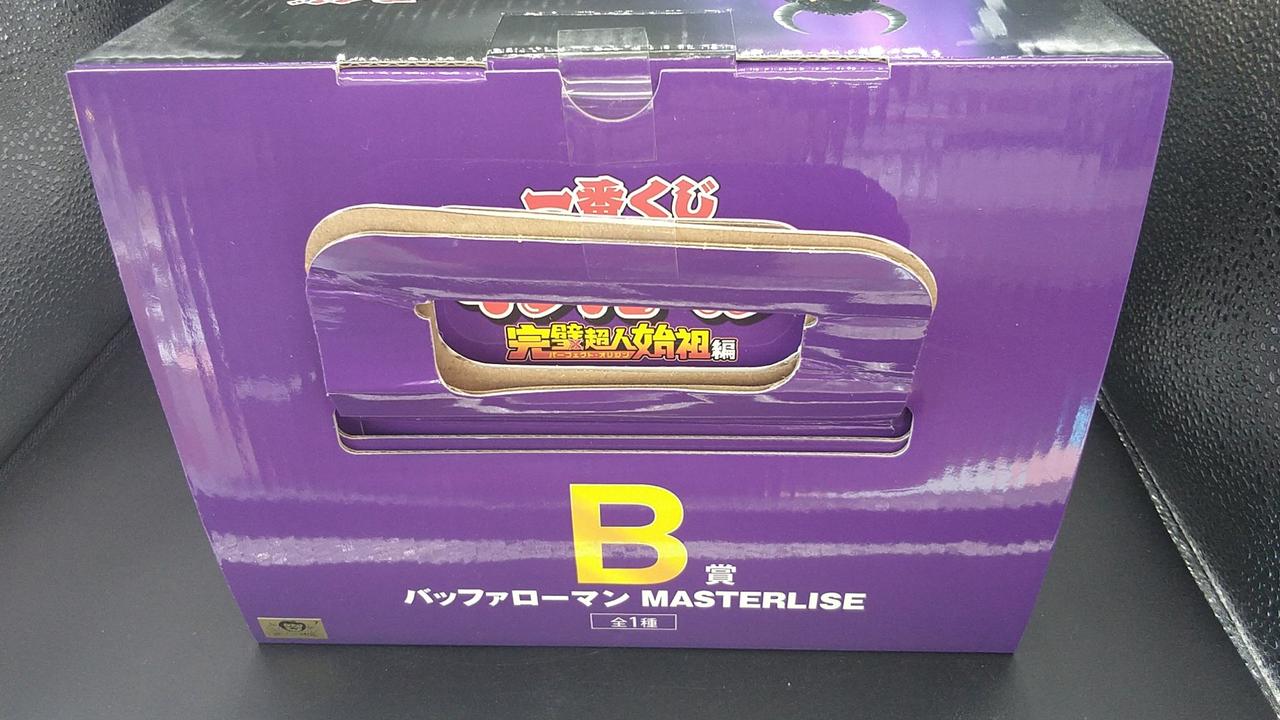 一番くじ
完璧超人始祖編
パーフェクト・オリジン
B賞
バッファローマン MASTERLISE
全1種